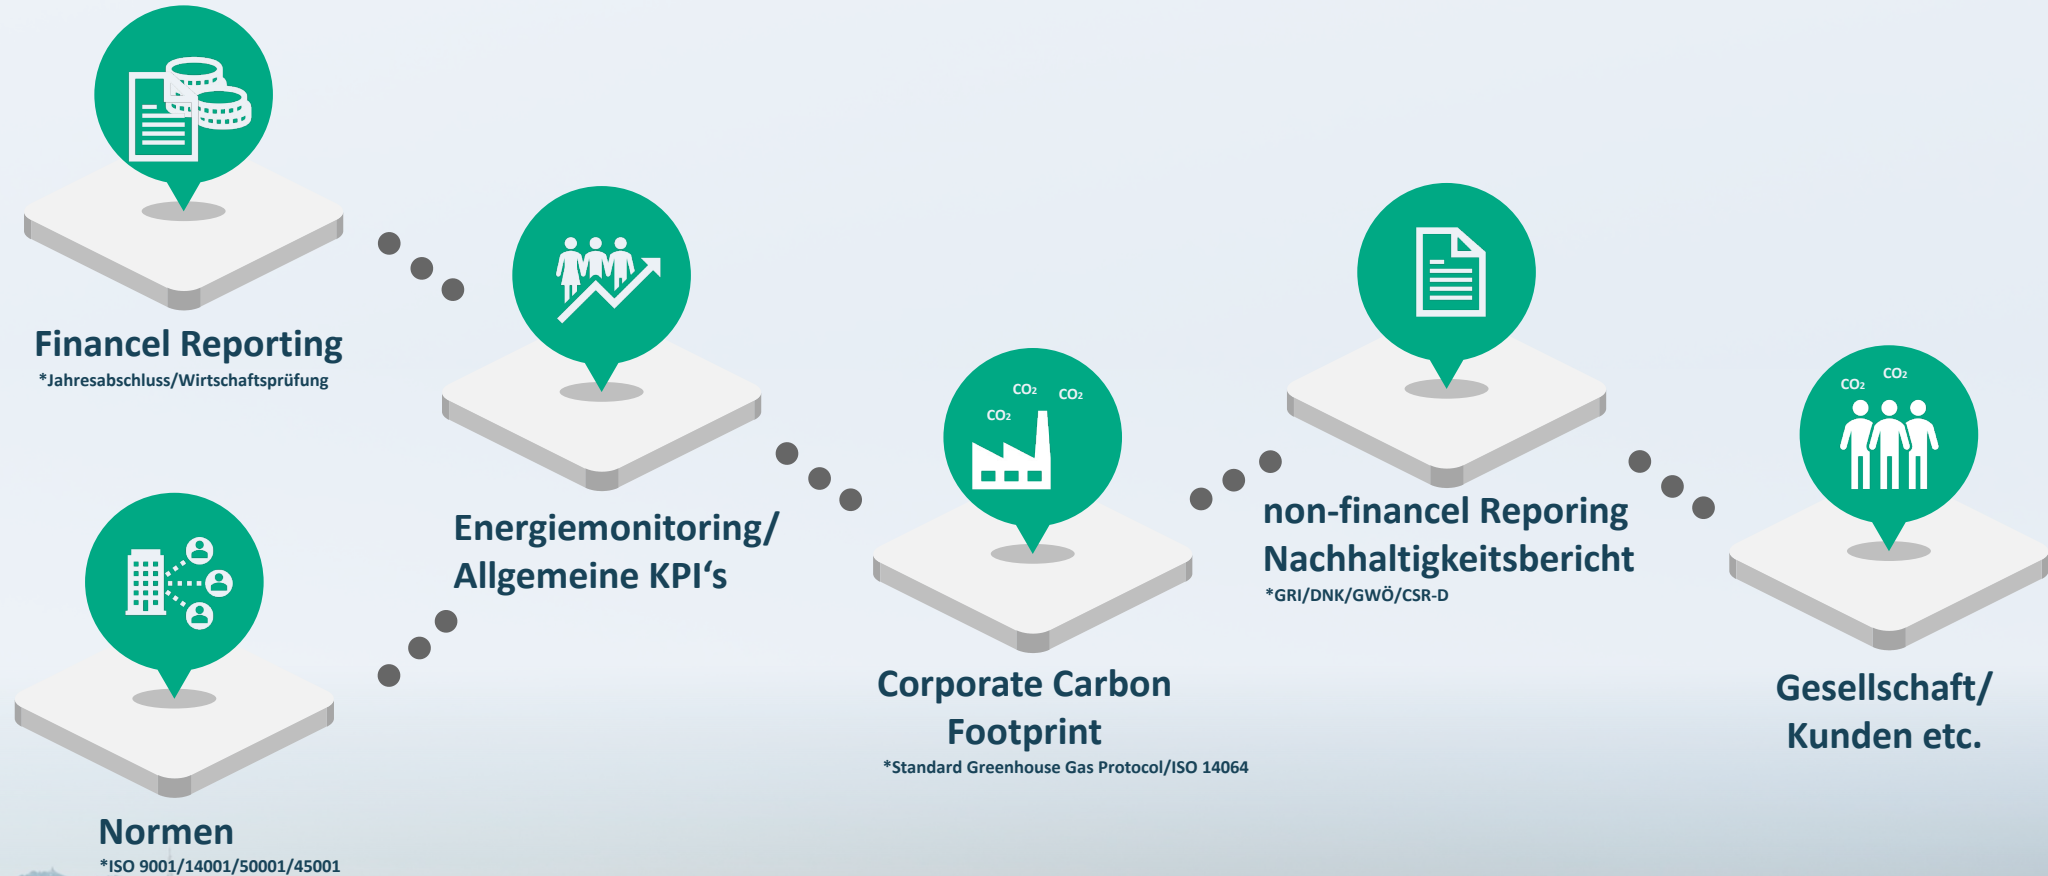 Financel Reporting
*Jahresabschluss/Wirtschaftsprüfung
Normen
*ISO 9001/14001/50001/45001
Energiemonitoring/
Allgemeine KPI‘s
CO₂
CO₂
CO₂
Corporate Carbon
Footprint
*Standard Greenhouse Gas Protocol/ISO 14064
non-financel Reporing
Nachhaltigkeitsbericht
*GRI/DNK/GWÖ/CSR-D
CO₂
CO₂
Gesellschaft/
Kunden etc.